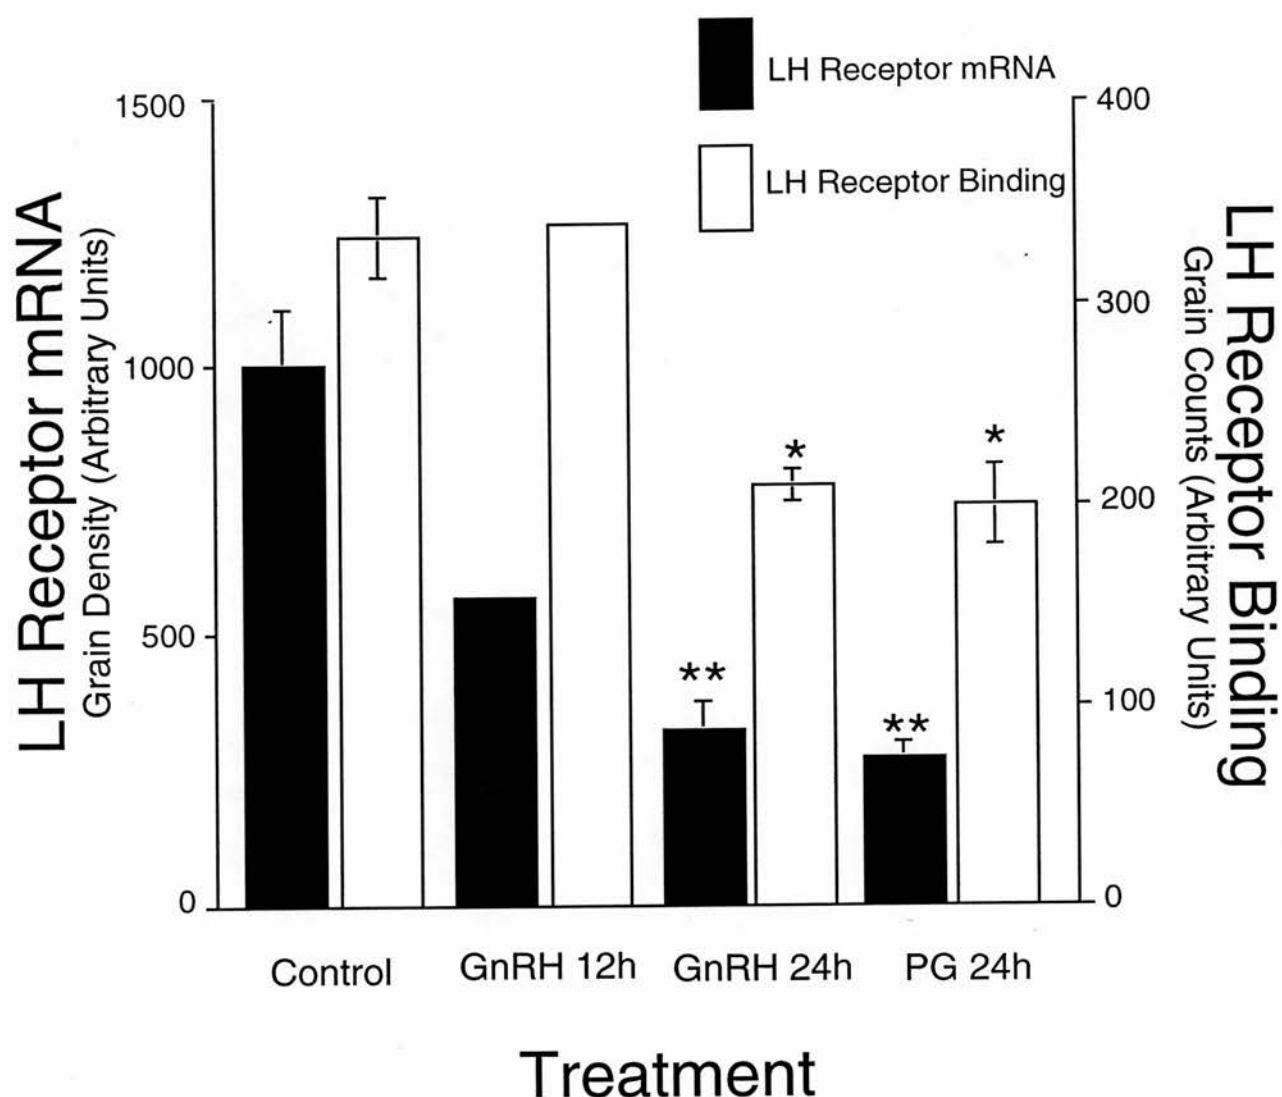 LH Receptor mRNA
LH Receptor Binding
LH Receptor mRNA
Grain Density (Arbitrary Units)
1500
1000
500
0
400
300
200
100
0
LH Receptor Binding
Grain Counts (Arbitrary Units)
*
*
**
**
Control
GnRH 12h
GnRH 24h
PG 24h
Treatment